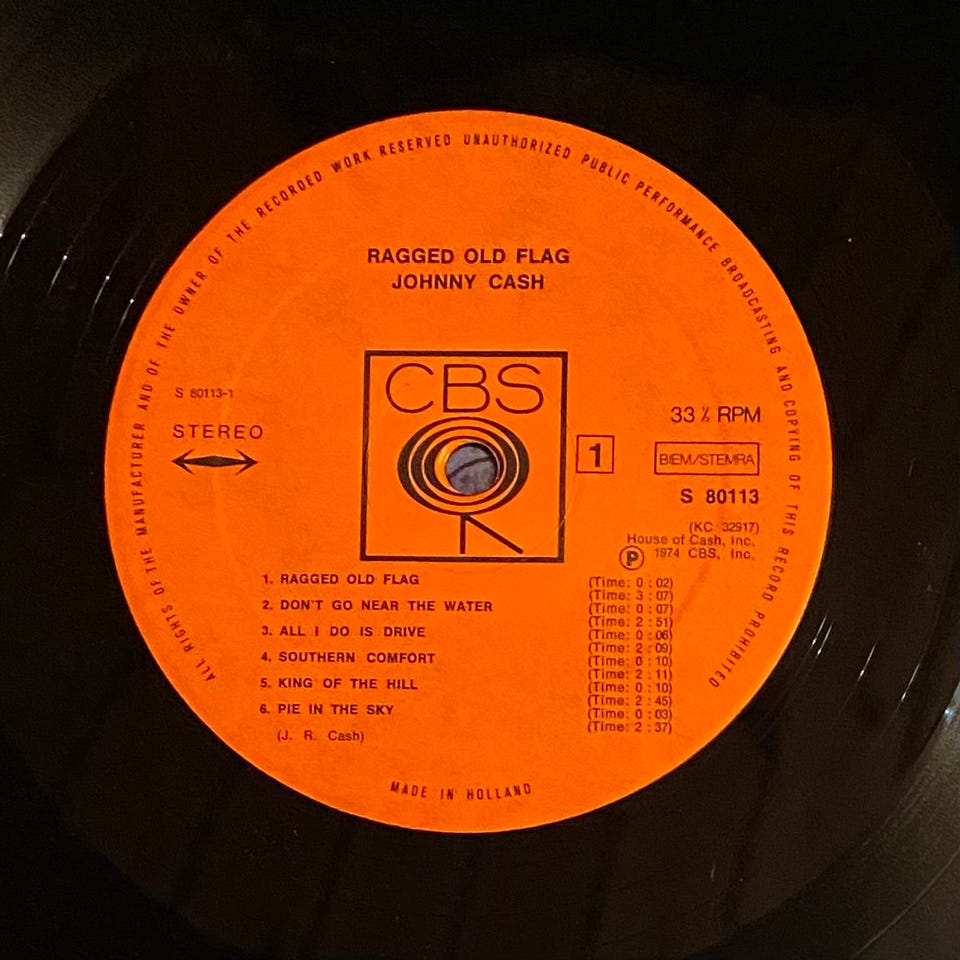 ALL RIGHTS OF THE MANUFACTURER AND OF THE OWNER OF THE RECORDED WORK RESERVED UNAUTHORIZED PUBLIC PERFORMANCE BROADCASTING AND COPYING OF THIS RECORD PROHIBITED
RAGGED OLD FLAG
JOHNNY CASH
CBS
S 80113-1
STEREO
1
33 ⅓ RPM
BIEM/STEMRA
S 80113
(KC 32917)
House of Cash, Inc.
Ⓟ 1974 CBS, Inc.
1. RAGGED OLD FLAG
2. DON'T GO NEAR THE WATER
3. ALL I DO IS DRIVE
4. SOUTHERN COMFORT
5. KING OF THE HILL
6. PIE IN THE SKY
(J. R. Cash)
(Time: 0 : 02)
(Time: 3 : 07)
(Time: 0 : 07)
(Time: 2 : 51)
(Time: 0 : 06)
(Time: 2 : 09)
(Time: 0 : 10)
(Time: 2 : 11)
(Time: 0 : 10)
(Time: 2 : 45)
(Time: 0 : 03)
(Time: 2 : 37)
MADE IN HOLLAND